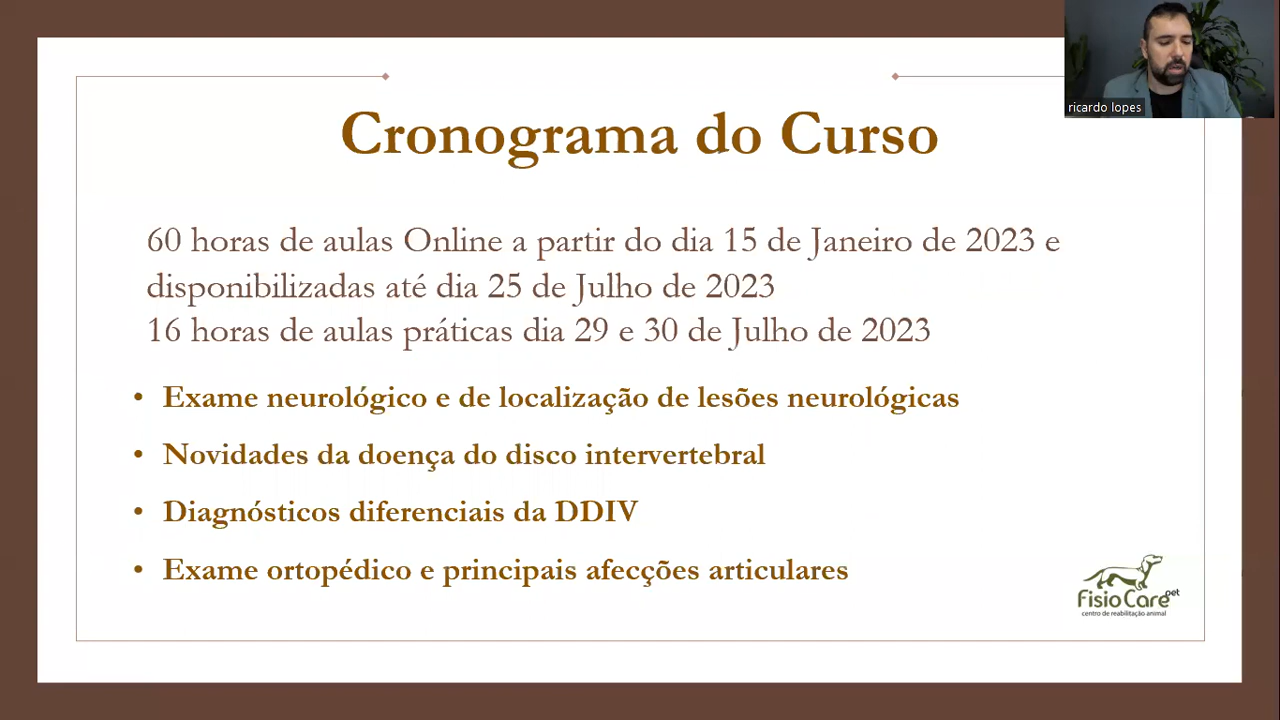 ricardo lopes
Cronograma do Curso
60 horas de aulas Online a partir do dia 15 de Janeiro de 2023 e
disponibilizadas até dia 25 de Julho de 2023
16 horas de aulas práticas dia 29 e 30 de Julho de 2023
• Exame neurológico e de localização de lesões neurológicas
• Novidades da doença do disco intervertebral
• Diagnósticos diferenciais da DDIV
• Exame ortopédico e principais afecções articulares
FisioCare pet
centro de reabilitação animal